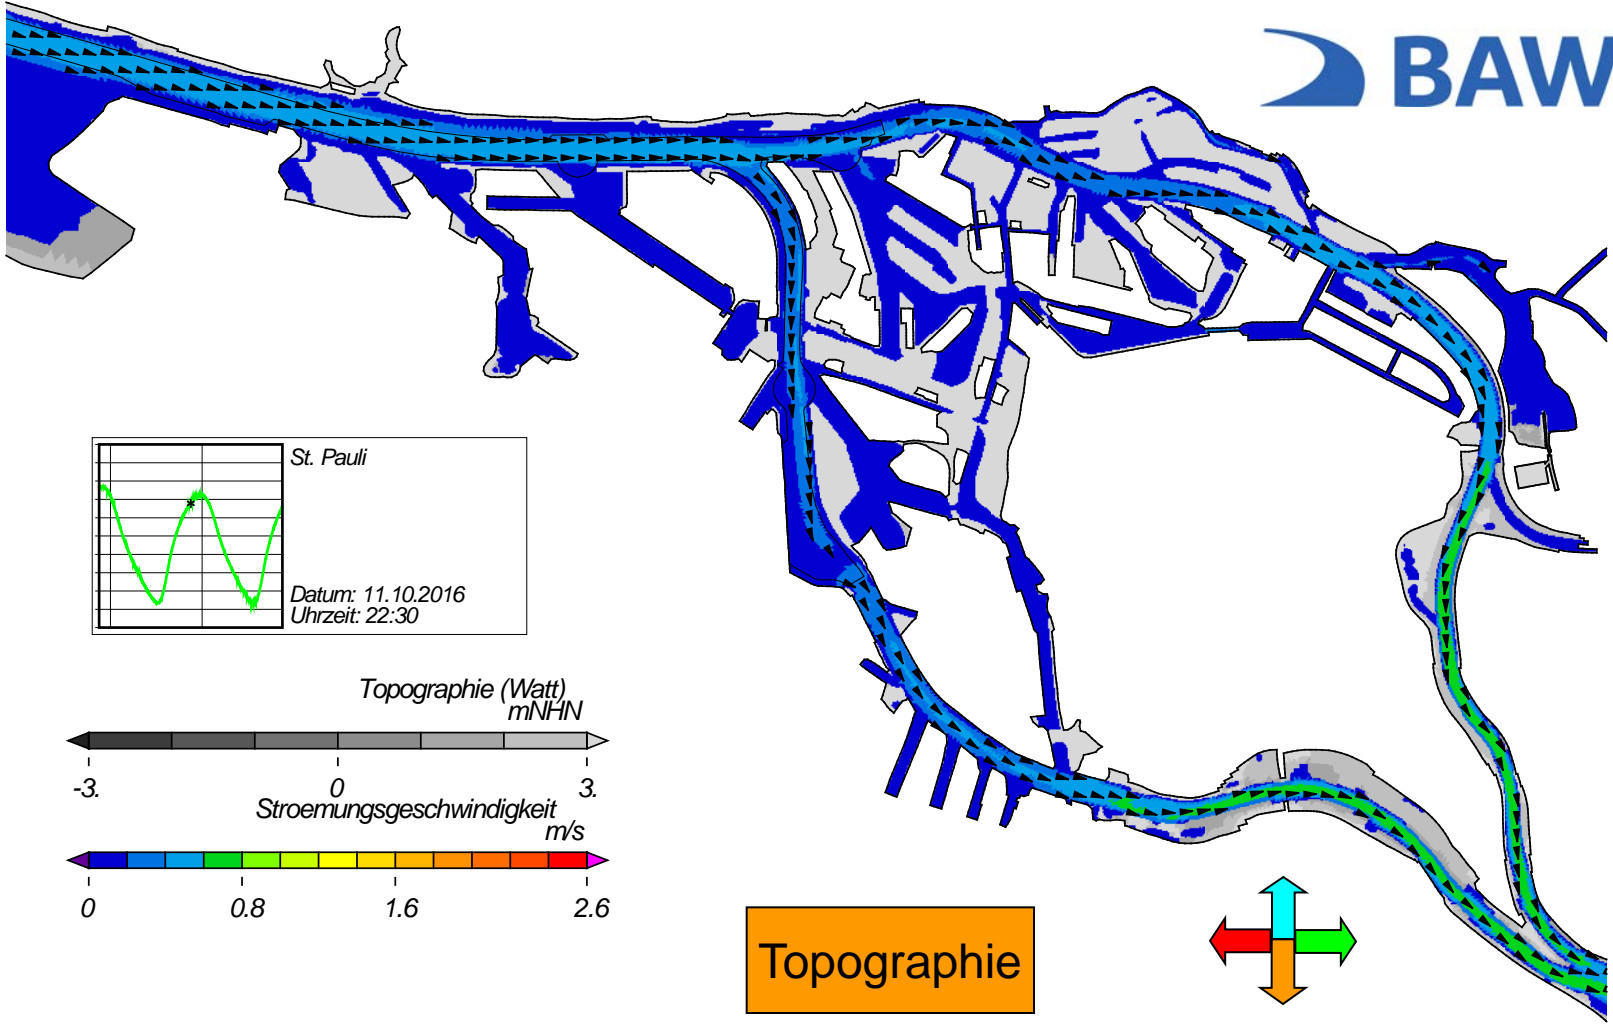 BAW
St. Pauli
Datum: 11.10.2016
Uhrzeit: 22:30
Topographie (Watt)
mNHN
-3. 0 3.
Stroemungsgeschwindigkeit
m/s
0 0.8 1.6 2.6
Topographie